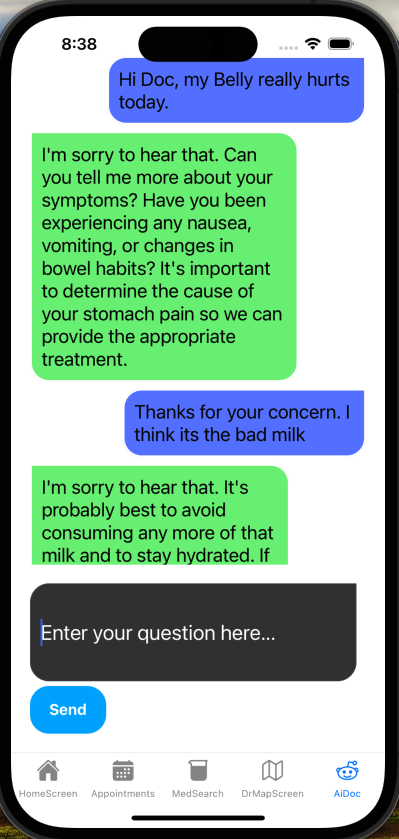 8:38
Hi Doc, my Belly really hurts
today.
I'm sorry to hear that. Can
you tell me more about your
symptoms? Have you been
experiencing any nausea,
vomiting, or changes in
bowel habits? It's important
to determine the cause of
your stomach pain so we can
provide the appropriate
treatment.
Thanks for your concern. I
think its the bad milk
I'm sorry to hear that. It's
probably best to avoid
consuming any more of that
milk and to stay hydrated. If
Enter your question here...
Send
HomeScreen Appointments MedSearch DrMapScreen AiDoc